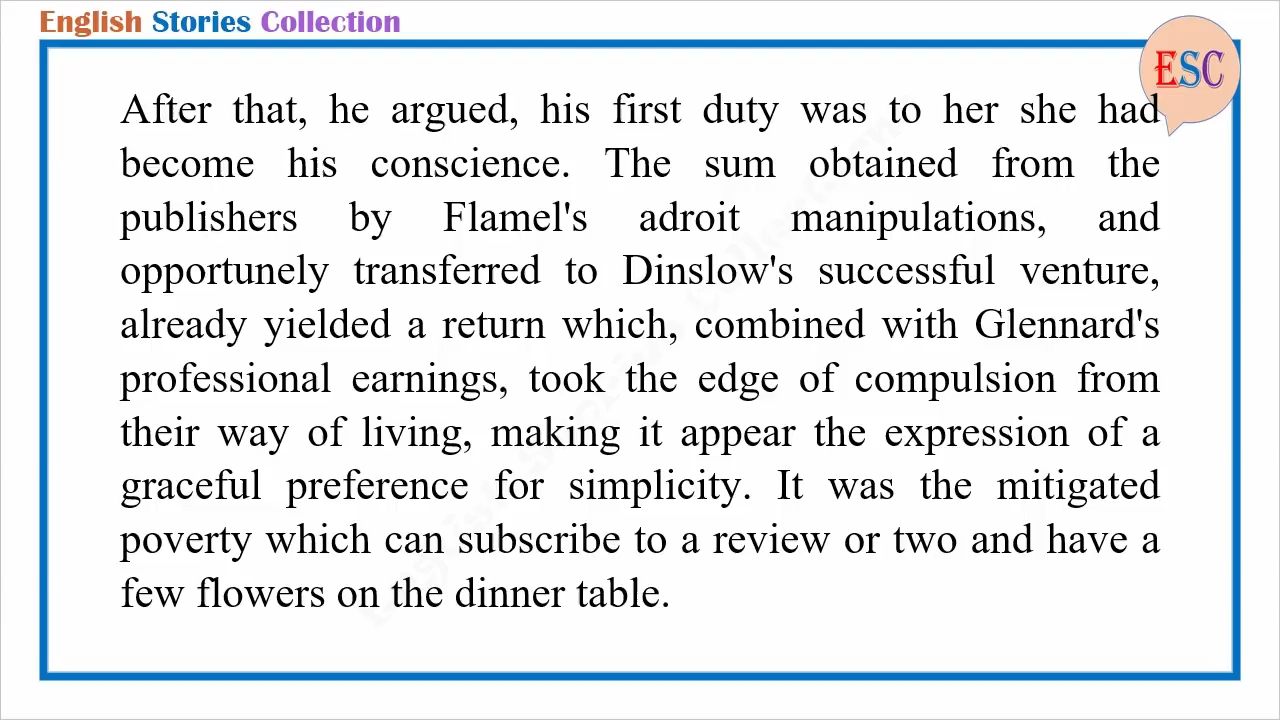 English Stories Collection
ESC
After that, he argued, his first duty was to her she had
become his conscience. The sum obtained from the
publishers by Flamel's adroit manipulations, and
opportunely transferred to Dinslow's successful venture,
already yielded a return which, combined with Glennard's
professional earnings, took the edge of compulsion from
their way of living, making it appear the expression of a
graceful preference for simplicity. It was the mitigated
poverty which can subscribe to a review or two and have a
few flowers on the dinner table.
English Stories Collection